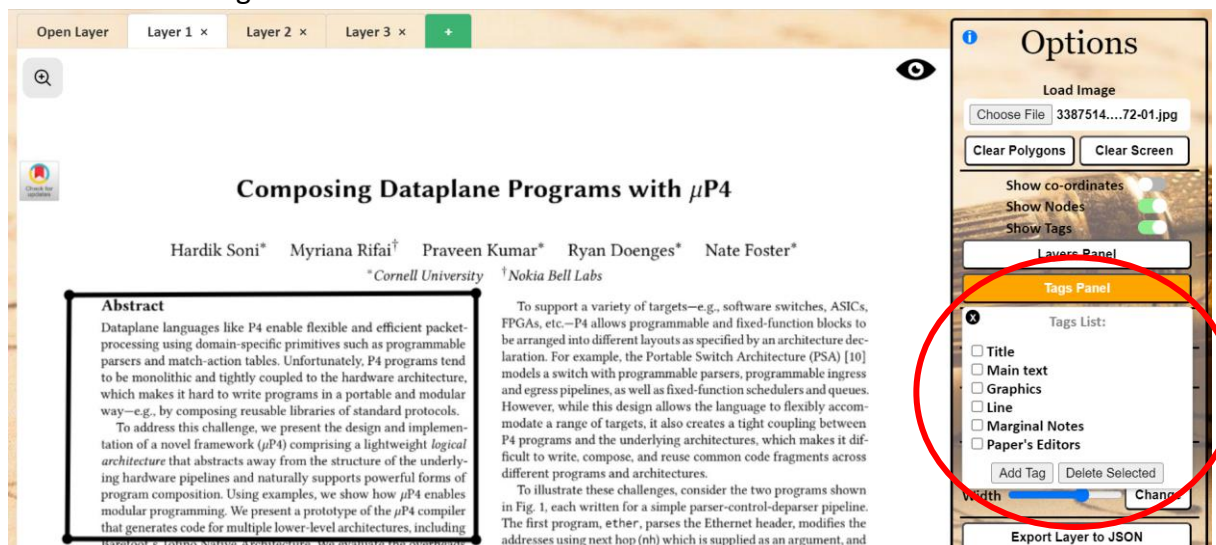 Open Layer
Layer 1 ×
Layer 2 ×
Layer 3 ×
+
Check for
updates
Composing Dataplane Programs with μP4
Hardik Soni* Myriana Rifai† Praveen Kumar* Ryan Doenges* Nate Foster*
*Cornell University †Nokia Bell Labs
Abstract
Dataplane languages like P4 enable flexible and efficient packet-
processing using domain-specific primitives such as programmable
parsers and match-action tables. Unfortunately, P4 programs tend
to be monolithic and tightly coupled to the hardware architecture,
which makes it hard to write programs in a portable and modular
way—e.g., by composing reusable libraries of standard protocols.
To address this challenge, we present the design and implemen-
tation of a novel framework (μP4) comprising a lightweight logical
architecture that abstracts away from the structure of the underly-
ing hardware pipelines and naturally supports powerful forms of
program composition. Using examples, we show how μP4 enables
modular programming. We present a prototype of the μP4 compiler
that generates code for multiple lower-level architectures, including
Barefoot's Tofino Native Architecture. We evaluate the overheads
To support a variety of targets—e.g., software switches, ASICs,
FPGAs, etc.—P4 allows programmable and fixed-function blocks to
be arranged into different layouts as specified by an architecture dec-
laration. For example, the Portable Switch Architecture (PSA) [10]
models a switch with programmable parsers, programmable ingress
and egress pipelines, as well as fixed-function schedulers and queues.
However, while this design allows the language to flexibly accom-
modate a range of targets, it also creates a tight coupling between
P4 programs and the underlying architectures, which makes it dif-
ficult to write, compose, and reuse common code fragments across
different programs and architectures.
To illustrate these challenges, consider the two programs shown
in Fig. 1, each written for a simple parser-control-deparser pipeline.
The first program, ether, parses the Ethernet header, modifies the
addresses using next hop (nh) which is supplied as an argument, and
i
Options
Load Image
Choose File 3387514....72-01.jpg
Clear Polygons
Clear Screen
Show co-ordinates
Show Nodes
Show Tags
Layers Panel
Tags Panel
X
Tags List:
Title
Main text
Graphics
Line
Marginal Notes
Paper's Editors
Add Tag
Delete Selected
Width
Change
Export Layer to JSON